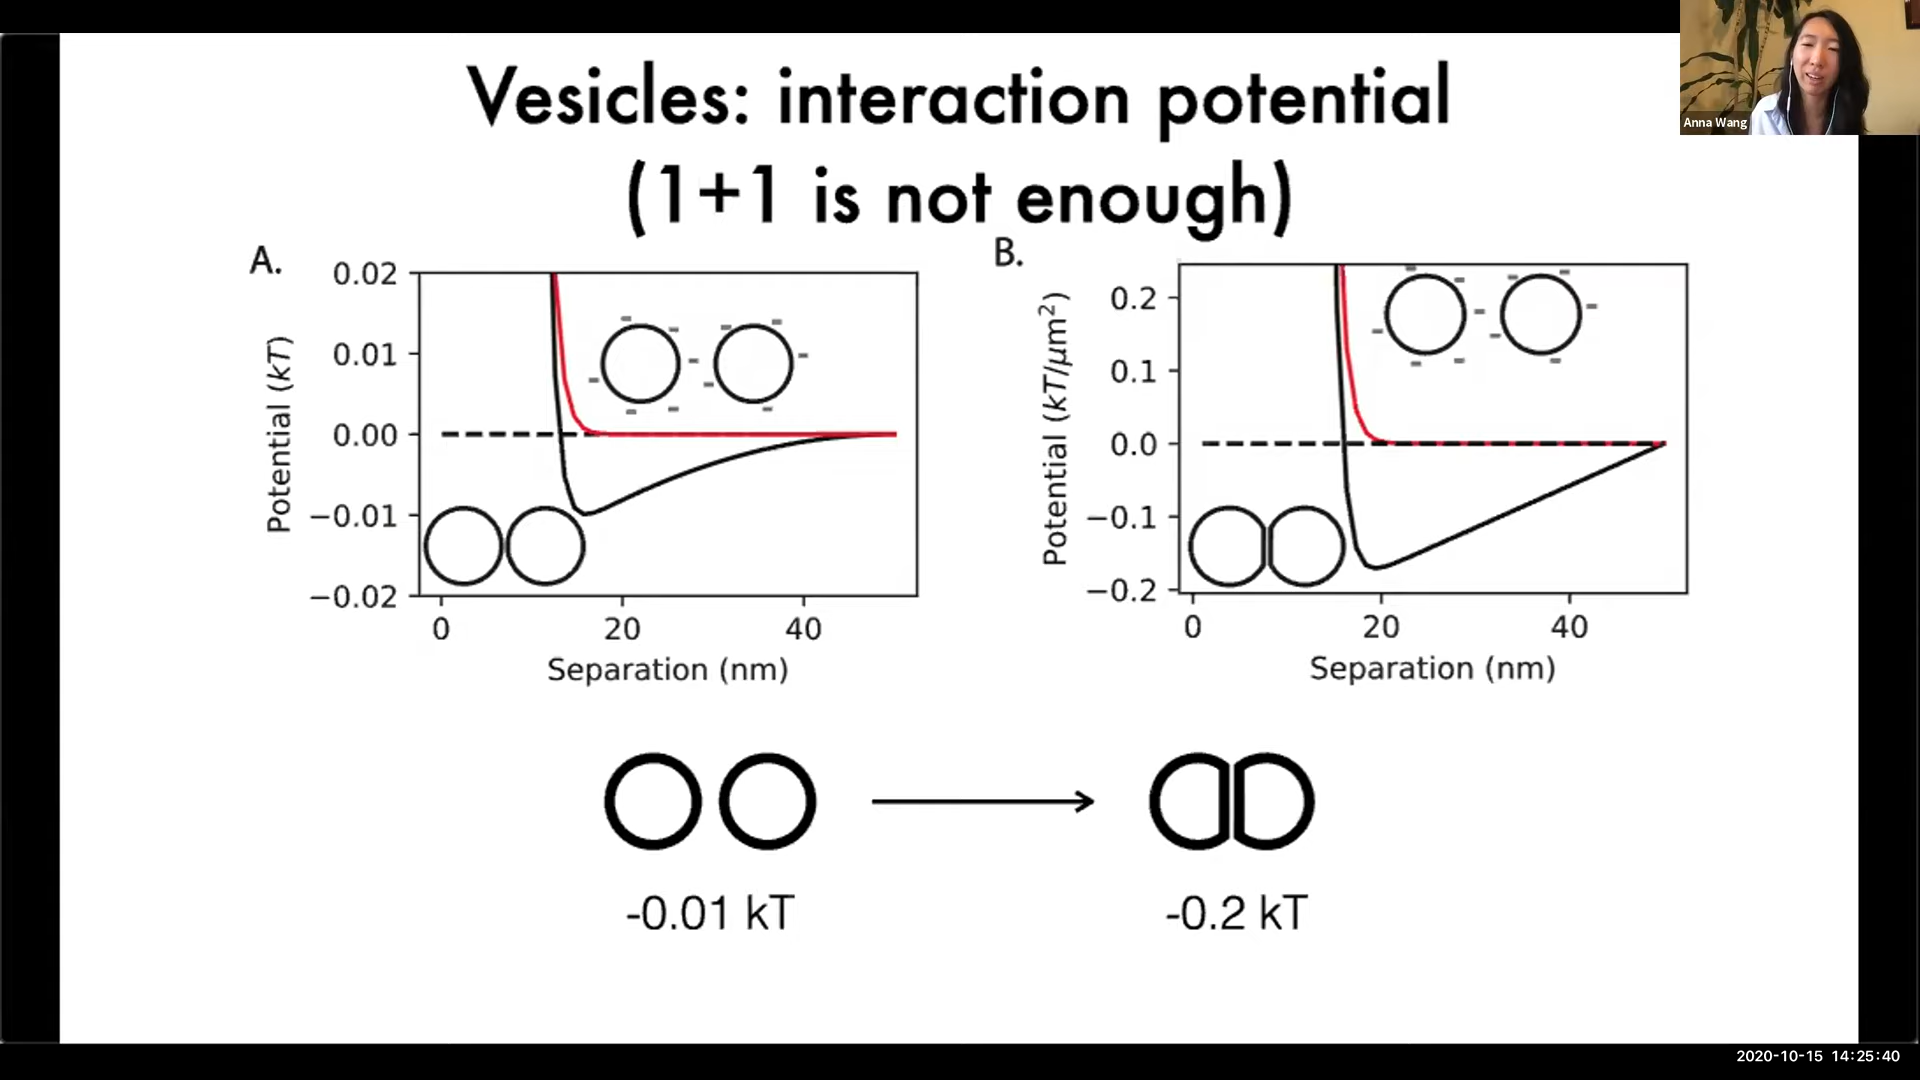 Vesicles: interaction potential
(1+1 is not enough)
Anna Wang
A.
0.02
0.01
0.00
−0.01
−0.02
Potential (kT)
0 20 40
Separation (nm)
B.
0.2
0.1
0.0
−0.1
−0.2
Potential (kT/μm²)
0 20 40
Separation (nm)
-0.01 kT
-0.2 kT
2020-10-15 14:25:40